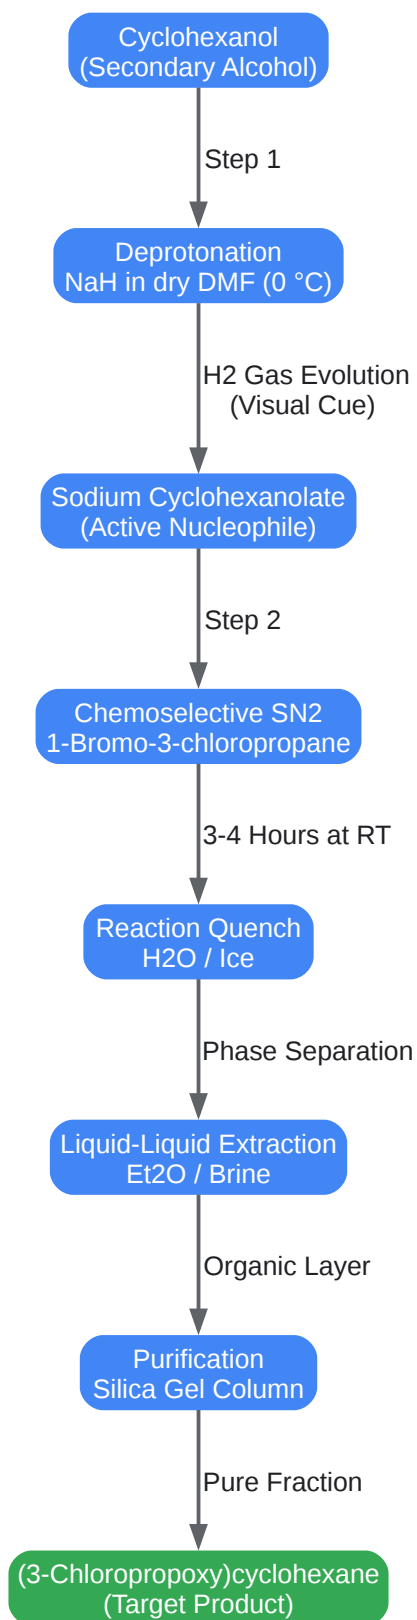 Cyclohexanol
(Secondary Alcohol)
Step 1
Deprotonation
NaH in dry DMF (0 °C)
H2 Gas Evolution
(Visual Cue)
Sodium Cyclohexanolate
(Active Nucleophile)
Step 2
Chemoselective SN2
1-Bromo-3-chloropropane
3-4 Hours at RT
Reaction Quench
H2O / Ice
Phase Separation
Liquid-Liquid Extraction
Et2O / Brine
Organic Layer
Purification
Silica Gel Column
Pure Fraction
(3-Chloropropoxy)cyclohexane
(Target Product)